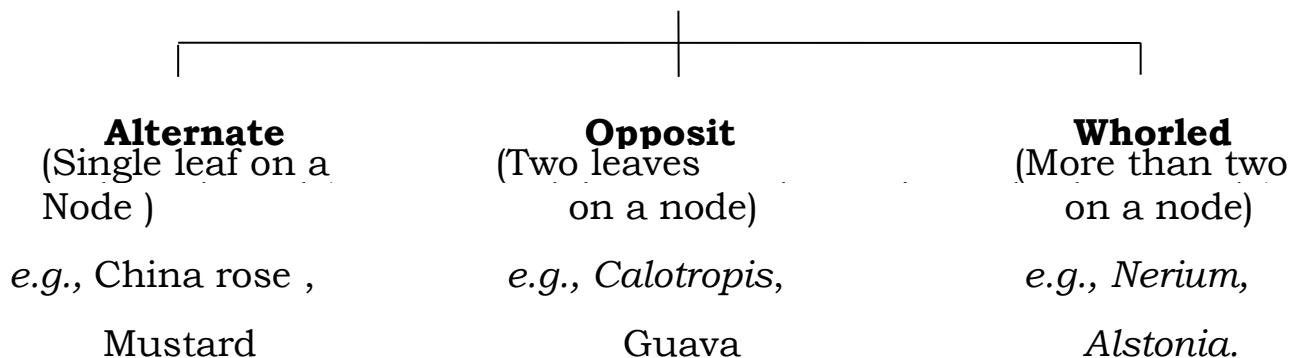 Alternate
(Single leaf on a
Node )
e.g., China rose ,
Mustard
Opposit
(Two leaves
on a node)
e.g., Calotropis,
Guava
Whorled
(More than two
on a node)
e.g., Nerium,
Alstonia.